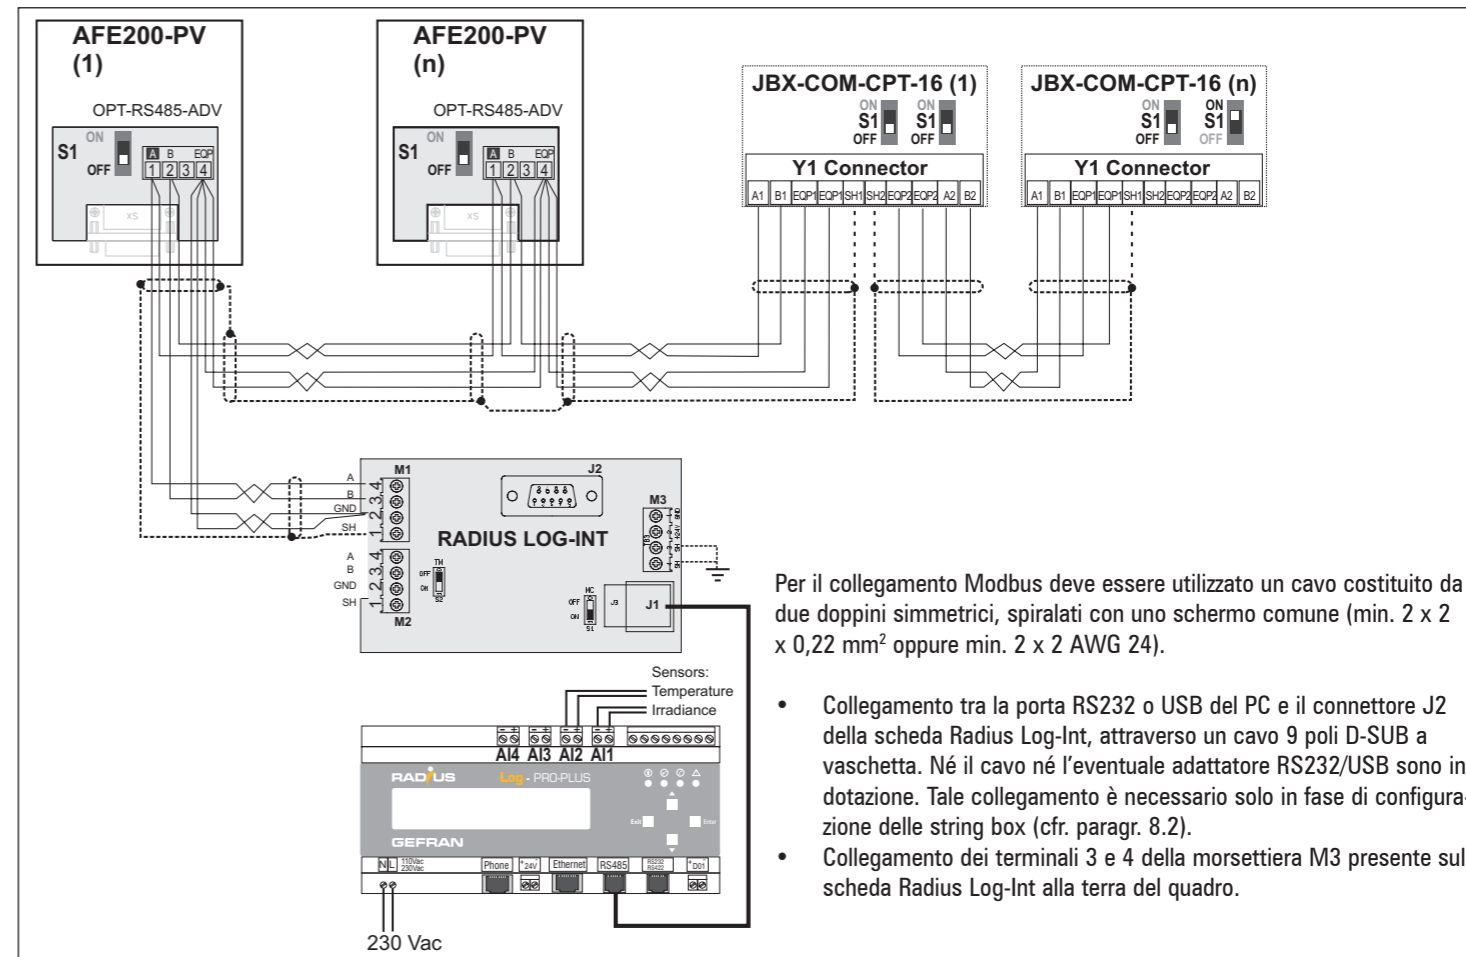 AFE200-PV
(1)
OPT-RS485-ADV
S1
ON
OFF
A B EQP
1 2 3 4
XS
AFE200-PV
(n)
OPT-RS485-ADV
S1
ON
OFF
A B EQP
1 2 3 4
XS
JBX-COM-CPT-16 (1)
ON ON
S1 S1
OFF OFF
Y1 Connector
A1 B1 EQP1 EQP1 SH1 SH2 EQP2 EQP2 A2 B2
JBX-COM-CPT-16 (n)
ON ON
S1 S1
OFF OFF
Y1 Connector
A1 B1 EQP1 EQP1 SH1 SH2 EQP2 EQP2 A2 B2
M1
A 4
B 3
GND 2
SH 1
J2
M3
GND
+24V
SH
SH
RADIUS LOG-INT
A 4
B 3
GND 2
SH 1
M2
TM
OFF
ON
S2
MC
OFF
ON
S1
J3
J1
Per il collegamento Modbus deve essere utilizzato un cavo costituito da
due doppini simmetrici, spiralati con uno schermo comune (min. 2 x 2
x 0,22 mm² oppure min. 2 x 2 AWG 24).
• Collegamento tra la porta RS232 o USB del PC e il connettore J2
della scheda Radius Log-Int, attraverso un cavo 9 poli D-SUB a
vaschetta. Né il cavo né l'eventuale adattatore RS232/USB sono in
dotazione. Tale collegamento è necessario solo in fase di configura-
zione delle string box (cfr. paragr. 8.2).
• Collegamento dei terminali 3 e 4 della morsettiera M3 presente sul
scheda Radius Log-Int alla terra del quadro.
Sensors:
Temperature
Irradiance
- + - + - + - +
AI4 AI3 AI2 AI1
RADIUS Log - PRO-PLUS
Exit Enter
GEFRAN
N L 110Vac
230Vac
Phone + 24V - Ethernet RS485 RS232
RS422 + D01 -
230 Vac